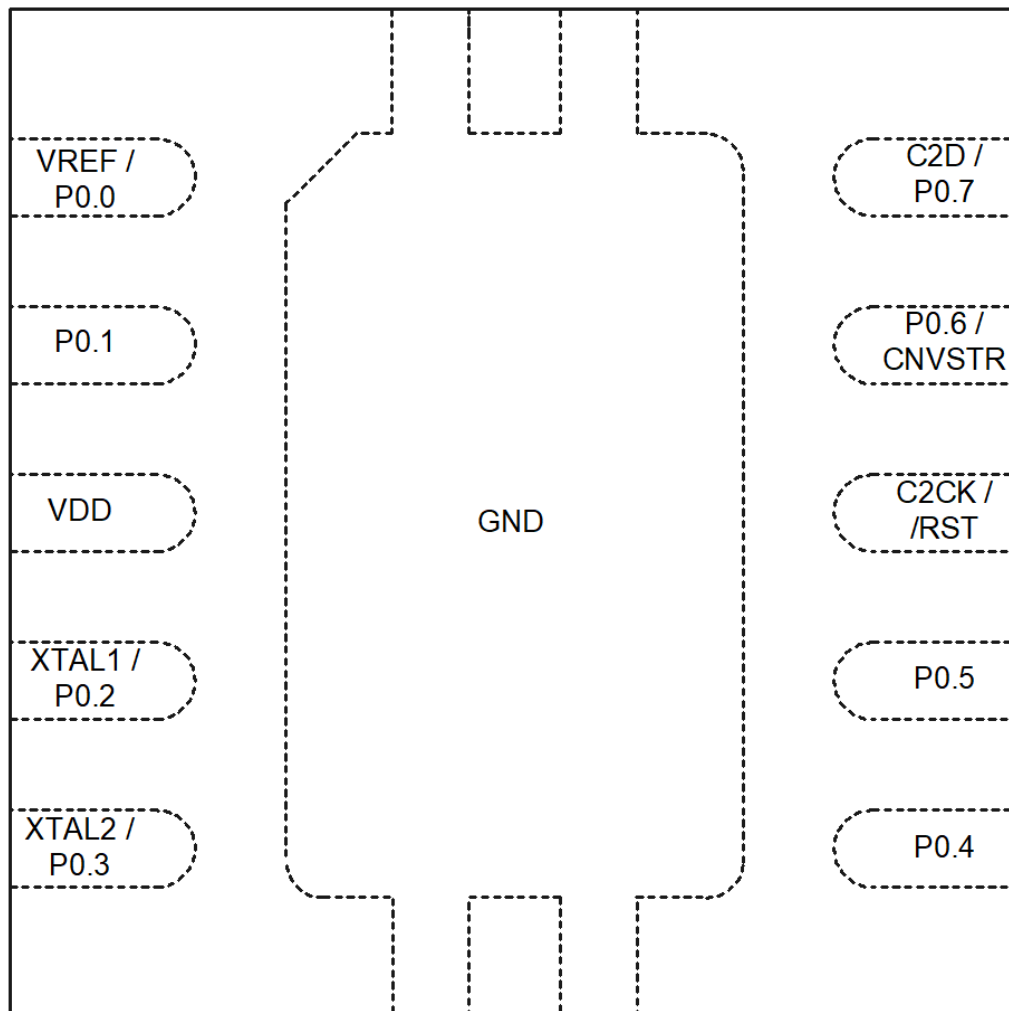 VREF /
P0.0
P0.1
VDD
XTAL1 /
P0.2
XTAL2 /
P0.3
GND
C2D /
P0.7
P0.6 /
CNVSTR
C2CK /
/RST
P0.5
P0.4